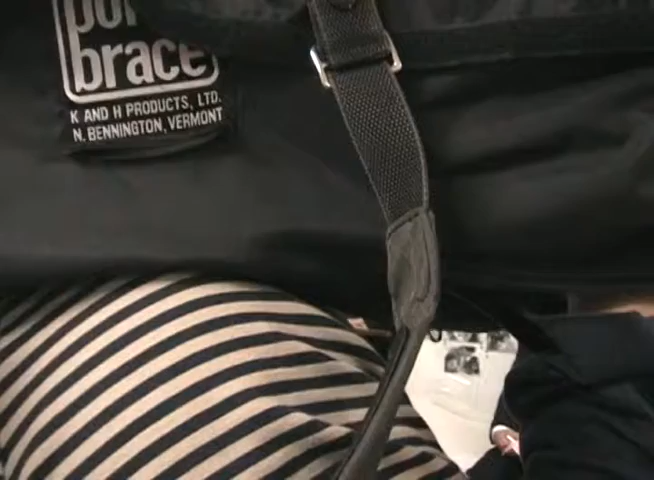 brace
K AND H PRODUCTS, LTD.
N. BENNINGTON, VERMONT